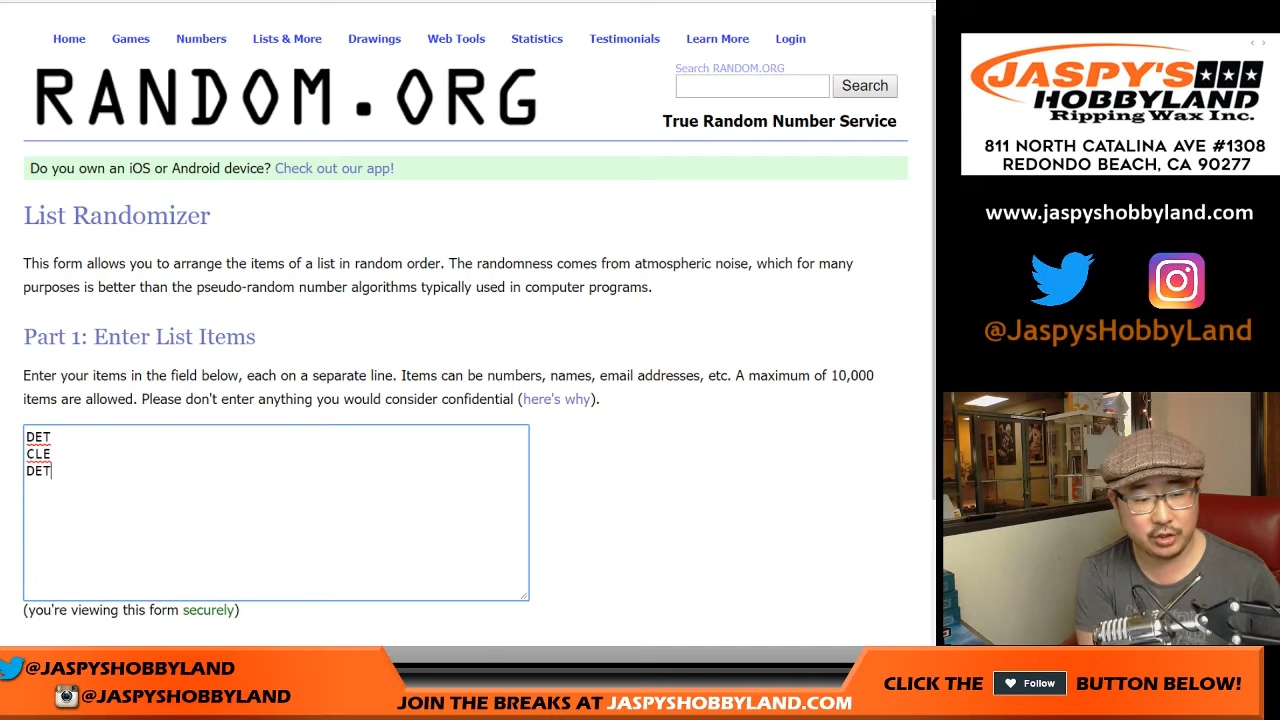 Home Games Numbers Lists & More Drawings Web Tools Statistics Testimonials Learn More Login
RANDOM.ORG
Search RANDOM.ORG
Search
True Random Number Service
Do you own an iOS or Android device? Check out our app!
List Randomizer
This form allows you to arrange the items of a list in random order. The randomness comes from atmospheric noise, which for many
purposes is better than the pseudo-random number algorithms typically used in computer programs.
Part 1: Enter List Items
Enter your items in the field below, each on a separate line. Items can be numbers, names, email addresses, etc. A maximum of 10,000
items are allowed. Please don't enter anything you would consider confidential (here's why).
DET
CLE
DET
(you're viewing this form securely)
JASPY'S
HOBBYLAND
Ripping Wax Inc.
811 NORTH CATALINA AVE #1308
REDONDO BEACH, CA 90277
www.jaspyshobbyland.com
@JaspysHobbyLand
@JASPYSHOBBYLAND
@JASPYSHOBBYLAND
JOIN THE BREAKS AT JASPYSHOBBYLAND.COM
CLICK THE Follow BUTTON BELOW!